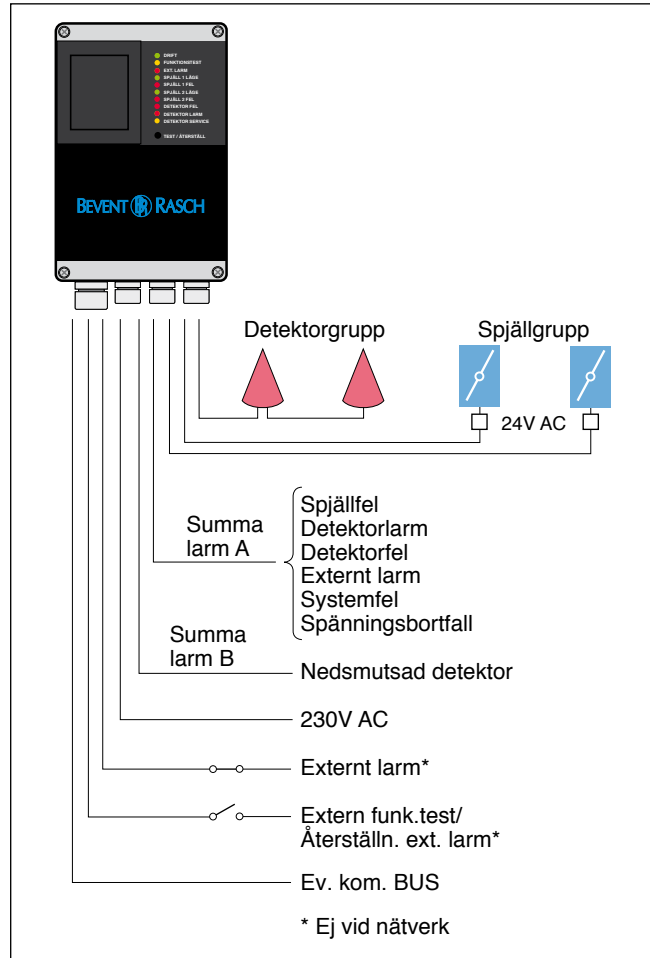 DRIFT
FUNKTIONSTEST
EXT. LARM
SPJÄLL 1 LÄGE
SPJÄLL 1 FEL
SPJÄLL 2 LÄGE
SPJÄLL 2 FEL
DETEKTOR FEL
DETEKTOR LARM
DETEKTOR SERVICE
TEST / ÅTERSTÄLL
BEVENT RASCH
Detektorgrupp
Spjällgrupp
24V AC
Summa
larm A
Spjällfel
Detektorlarm
Detektorfel
Externt larm
Systemfel
Spänningsbortfall
Summa
larm B
Nedsmutsad detektor
230V AC
Externt larm*
Extern funk.test/
Återställn. ext. larm*
Ev. kom. BUS
* Ej vid nätverk